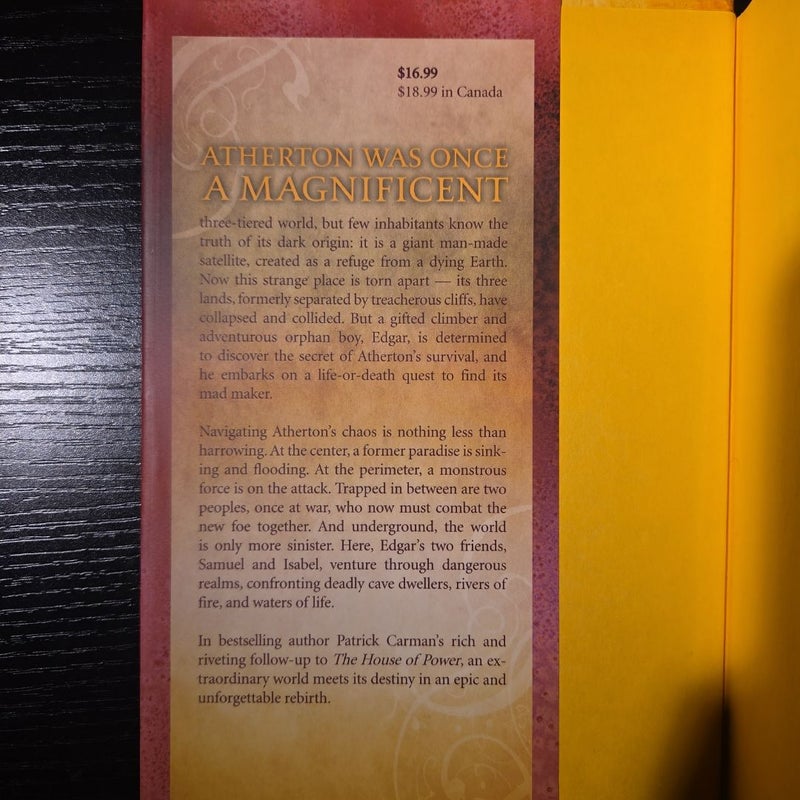 $16.99
$18.99 in Canada
ATHERTON WAS ONCE
A MAGNIFICENT
three-tiered world, but few inhabitants know the
truth of its dark origin: it is a giant man-made
satellite, created as a refuge from a dying Earth.
Now this strange place is torn apart — its three
lands, formerly separated by treacherous cliffs, have
collapsed and collided. But a gifted climber and
adventurous orphan boy, Edgar, is determined
to discover the secret of Atherton's survival, and
he embarks on a life-or-death quest to find its
mad maker.
Navigating Atherton's chaos is nothing less than
harrowing. At the center, a former paradise is sink-
ing and flooding. At the perimeter, a monstrous
force is on the attack. Trapped in between are two
peoples, once at war, who now must combat the
new foe together. And underground, the world
is only more sinister. Here, Edgar's two friends,
Samuel and Isabel, venture through dangerous
realms, confronting deadly cave dwellers, rivers of
fire, and waters of life.
In bestselling author Patrick Carman's rich and
riveting follow-up to The House of Power, an ex-
traordinary world meets its destiny in an epic and
unforgettable rebirth.